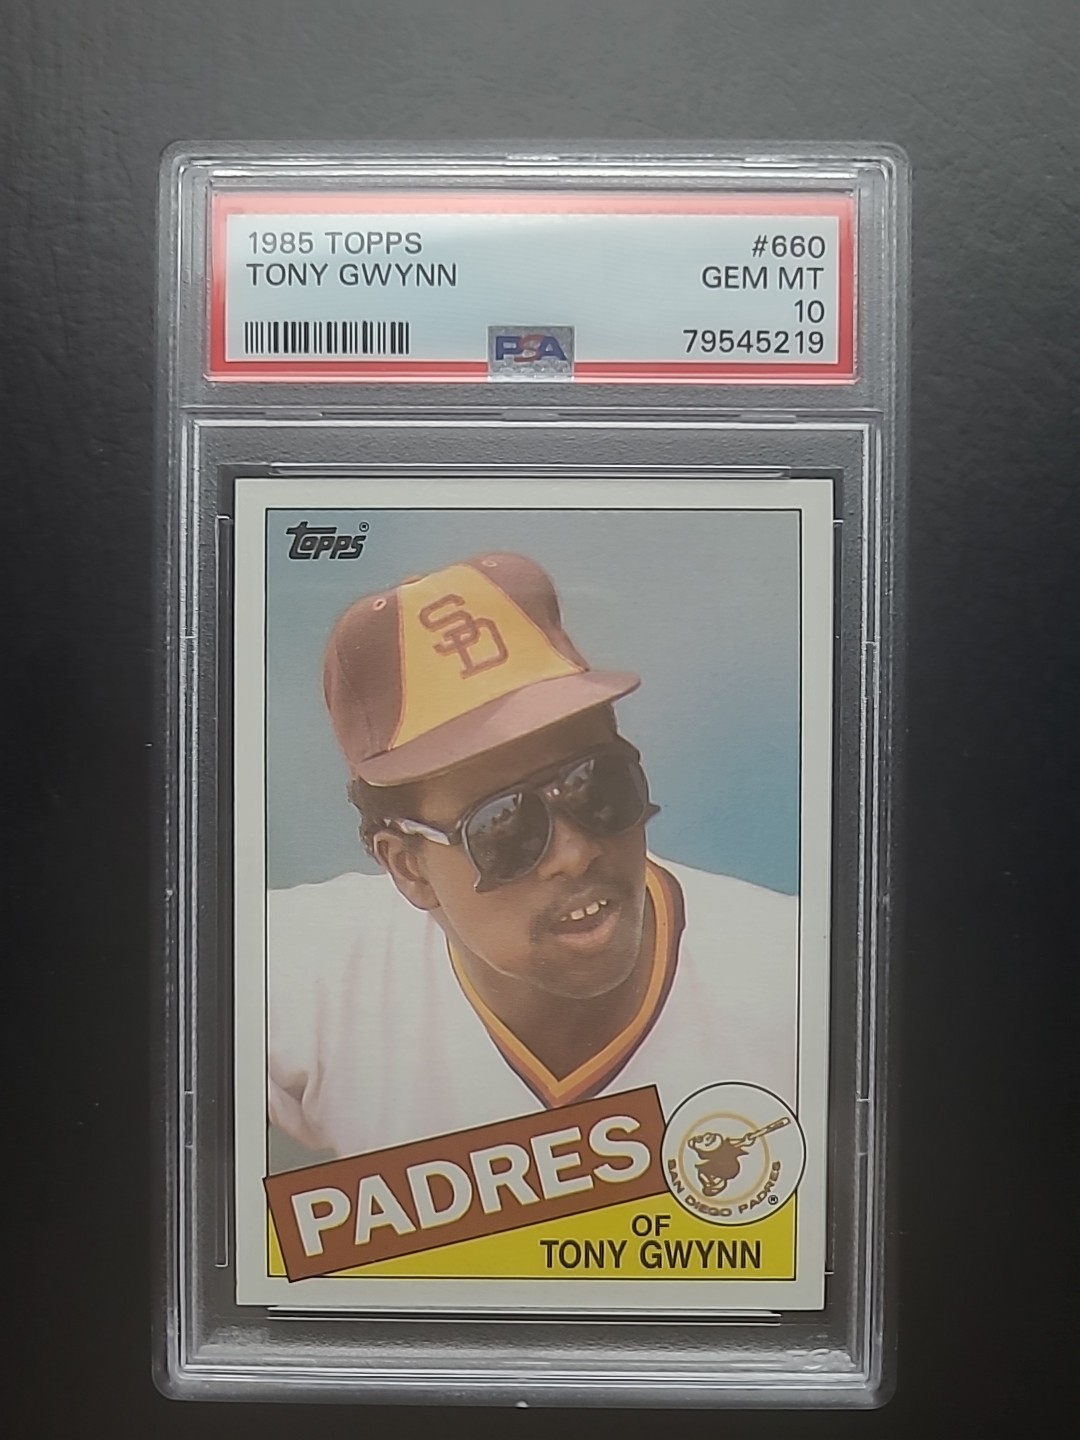 1985 TOPPS #660
TONY GWYNN GEM MT
10
PSA 79545219
Topps®
SD
PADRES
SAN DIEGO PADRES ®
OF
TONY GWYNN